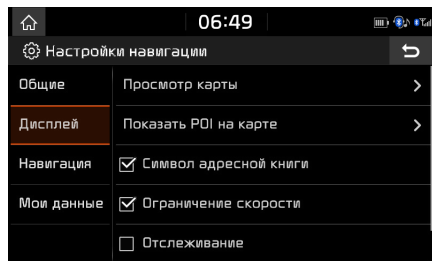 06:49
Настройки навигации
Общие
Просмотр карты
Дисплей
Показать POI на карте
Навигация
Символ адресной книги
Мои данные
Ограничение скорости
Отслеживание